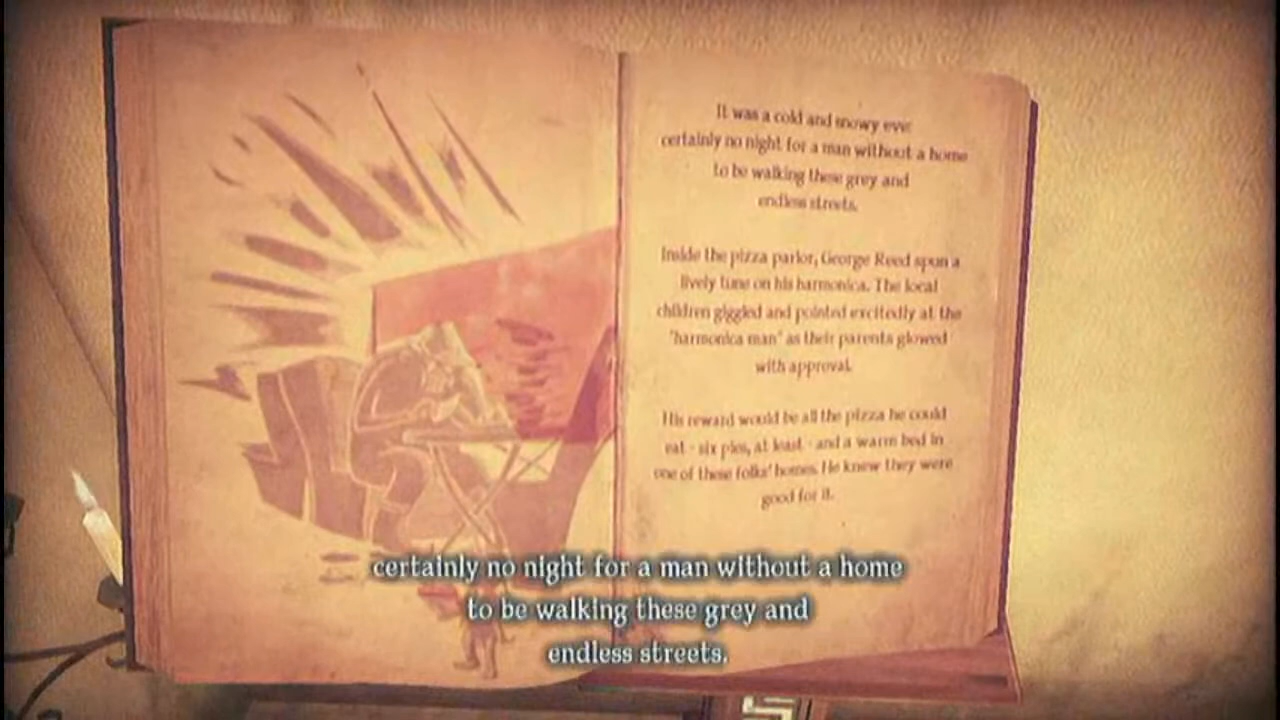 It was a cold and snowy eve:
certainly no night for a man without a home
to be walking these grey and
endless streets.
Inside the pizza parlor, George Reed spun a
lively tune on his harmonica. The local
children giggled and pointed excitedly at the
"harmonica man" as their parents glowed
with approval.
His reward would be all the pizza he could
eat - six pies, at least - and a warm bed in
one of these folks' homes. He knew they were
good for it.
certainly no night for a man without a home
to be walking these grey and
endless streets.